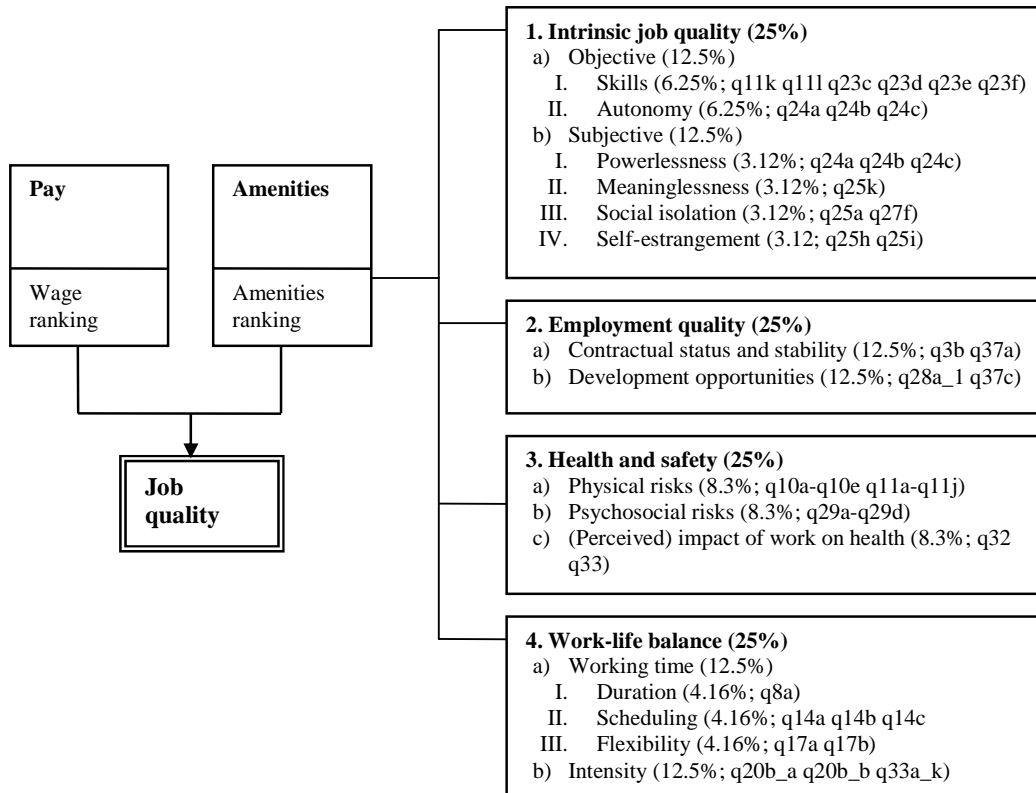 Pay
Wage
ranking
Amenities
Amenities
ranking
Job
quality
1. Intrinsic job quality (25%)
a) Objective (12.5%)
I. Skills (6.25%; q11k q11l q23c q23d q23e q23f)
II. Autonomy (6.25%; q24a q24b q24c)
b) Subjective (12.5%)
I. Powerlessness (3.12%; q24a q24b q24c)
II. Meaninglessness (3.12%; q25k)
III. Social isolation (3.12%; q25a q27f)
IV. Self-estrangement (3.12; q25h q25i)
2. Employment quality (25%)
a) Contractual status and stability (12.5%; q3b q37a)
b) Development opportunities (12.5%; q28a_1 q37c)
3. Health and safety (25%)
a) Physical risks (8.3%; q10a-q10e q11a-q11j)
b) Psychosocial risks (8.3%; q29a-q29d)
c) (Perceived) impact of work on health (8.3%; q32
q33)
4. Work-life balance (25%)
a) Working time (12.5%)
I. Duration (4.16%; q8a)
II. Scheduling (4.16%; q14a q14b q14c
III. Flexibility (4.16%; q17a q17b)
b) Intensity (12.5%; q20b_a q20b_b q33a_k)